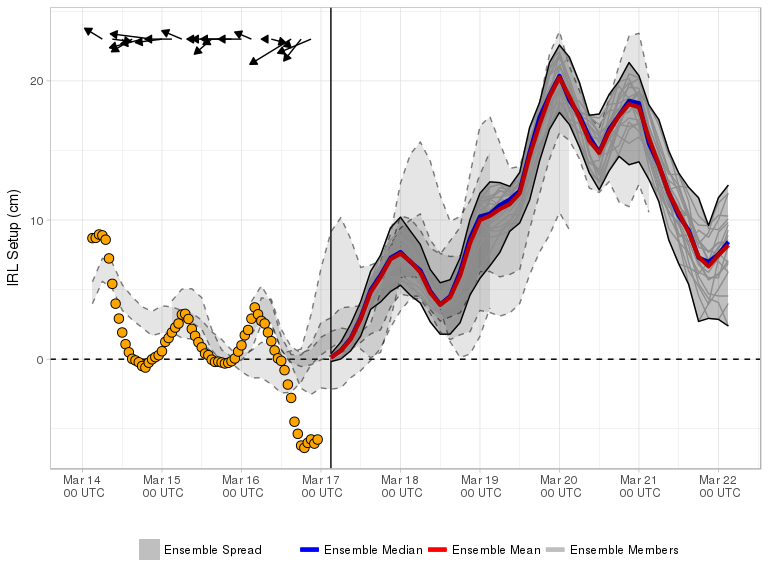 IRL Setup (cm)
20
10
0
Mar 14 Mar 15 Mar 16 Mar 17 Mar 18 Mar 19 Mar 20 Mar 21 Mar 22
00 UTC 00 UTC 00 UTC 00 UTC 00 UTC 00 UTC 00 UTC 00 UTC 00 UTC
Ensemble Spread Ensemble Median Ensemble Mean Ensemble Members